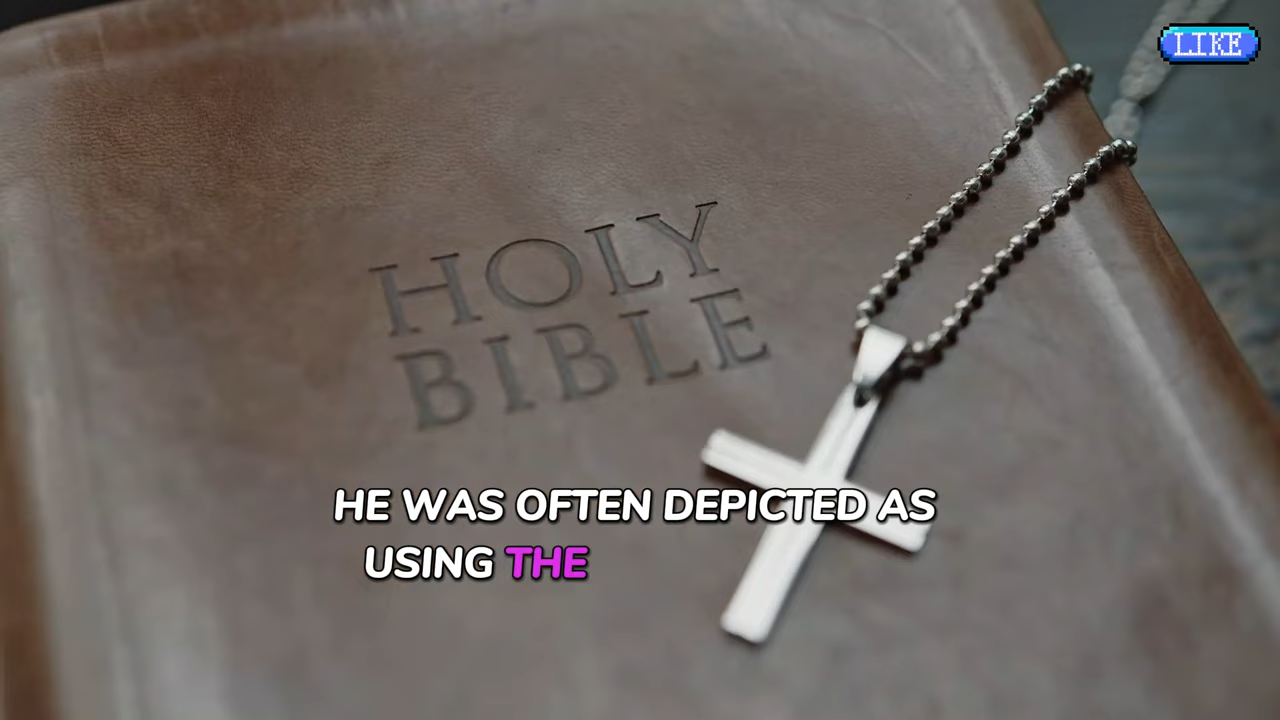 LIKE
HOLY
BIBLE
HE WAS OFTEN DEPICTED AS
USING THE